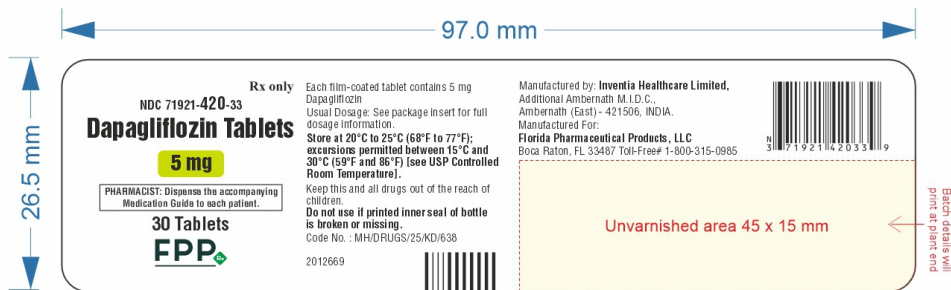 97.0 mm
26.5 mm
Rx only
NDC 71921-420-33
Dapagliflozin Tablets
5 mg
PHARMACIST: Dispense the accompanying
Medication Guide to each patient.
30 Tablets
FPP Rx
Each film-coated tablet contains 5 mg
Dapagliflozin
Usual Dosage: See package insert for full
dosage information.
Store at 20°C to 25°C (68°F to 77°F);
excursions permitted between 15°C and
30°C (59°F and 86°F) [see USP Controlled
Room Temperature].
Keep this and all drugs out of the reach of
children.
Do not use if printed inner seal of bottle
is broken or missing.
Code No. : MH/DRUGS/25/KD/638
2012669
Manufactured by: Inventia Healthcare Limited,
Additional Ambernath M.I.D.C.,
Ambernath (East) - 421506, INDIA.
Manufactured For:
Florida Pharmaceutical Products, LLC
Boca Raton, FL 33487 Toll-Free# 1-800-315-0985
N
3 71921 42033 9
Unvarnished area 45 x 15 mm
Batch details will
print at plant end